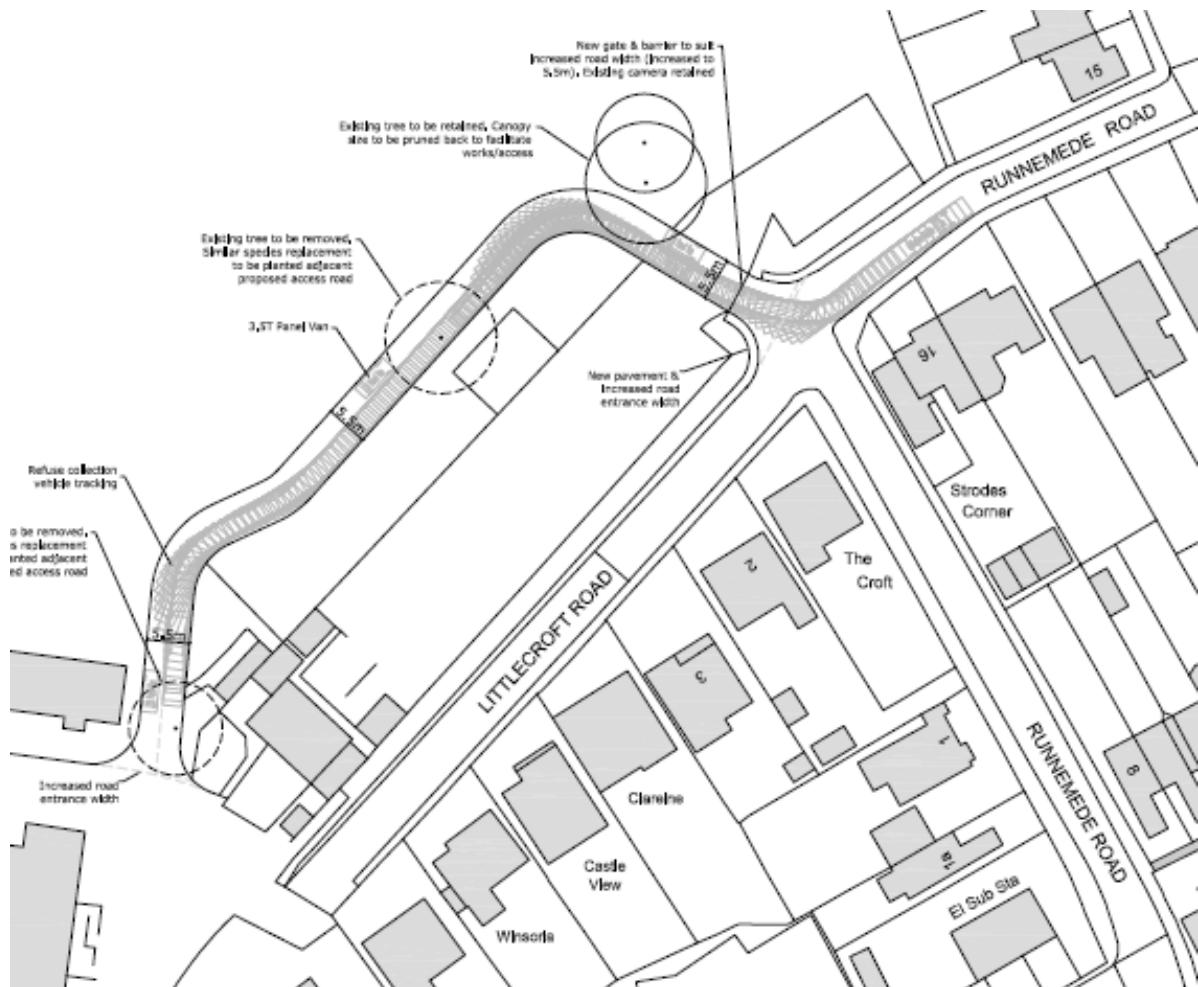 New gate & barrier to suit
increased road width (increased to
5.5m). Existing camera retained
15
RUNNEMEDE ROAD
Existing tree to be retained. Canopy
size to be pruned back to facilitate
works/access
Existing tree to be removed.
Similar species replacement
to be planted adjacent
proposed access road
5.5m
3.5T Panel Van
16
New pavement &
increased road
entrance width
5.5m
Refuse collection
vehicle tracking
Strodes
Corner
to be removed.
replacement
planted adjacent
access road
The
Croft
2
LITTLECROFT ROAD
5.5
3
Increased road
entrance width
Clareine
1
RUNNEMEDE ROAD
8
Castle
View
1a
El Sub Sta
Winsoria